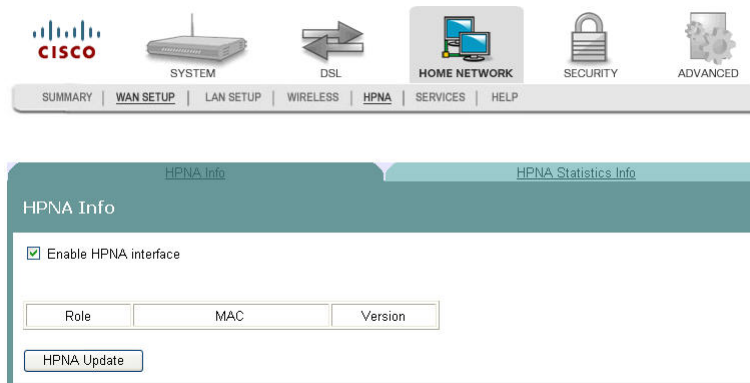 CISCO
SYSTEM
DSL
HOME NETWORK
SECURITY
ADVANCED
SUMMARY | WAN SETUP | LAN SETUP | WIRELESS | HPNA | SERVICES | HELP
HPNA Info
HPNA Statistics Info
HPNA Info
Enable HPNA interface
Role MAC Version
HPNA Update